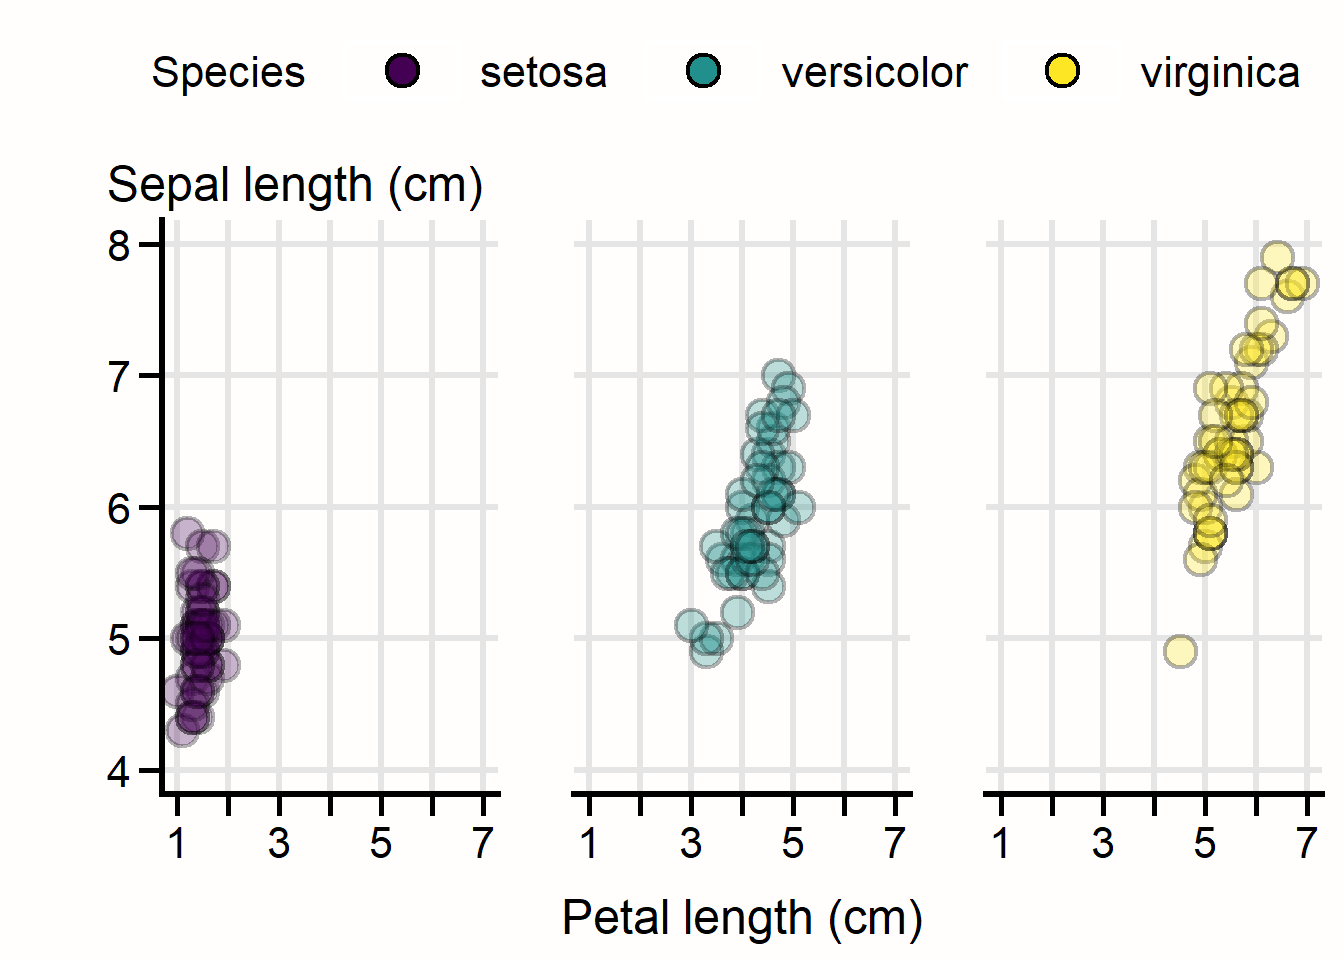 Species setosa versicolor virginica
Sepal length (cm)
8
7
6
5
4
1 3 5 7 1 3 5 7 1 3 5 7
Petal length (cm)